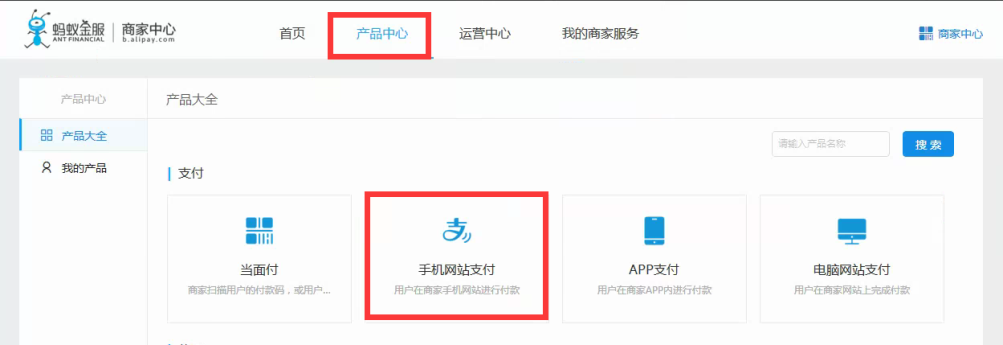 蚂蚁金服 商家中心
ANT FINANCIAL b.alipay.com
首页 产品中心 运营中心 我的商家服务 商家中心
产品中心
产品大全
我的产品
产品大全
请输入产品名称 搜索
支付
当面付
商家扫描用户的付款码，或用户...
手机网站支付
用户在商家手机网站进行付款
APP支付
用户在商家APP内进行付款
电脑网站支付
用户在商家网站上完成付款